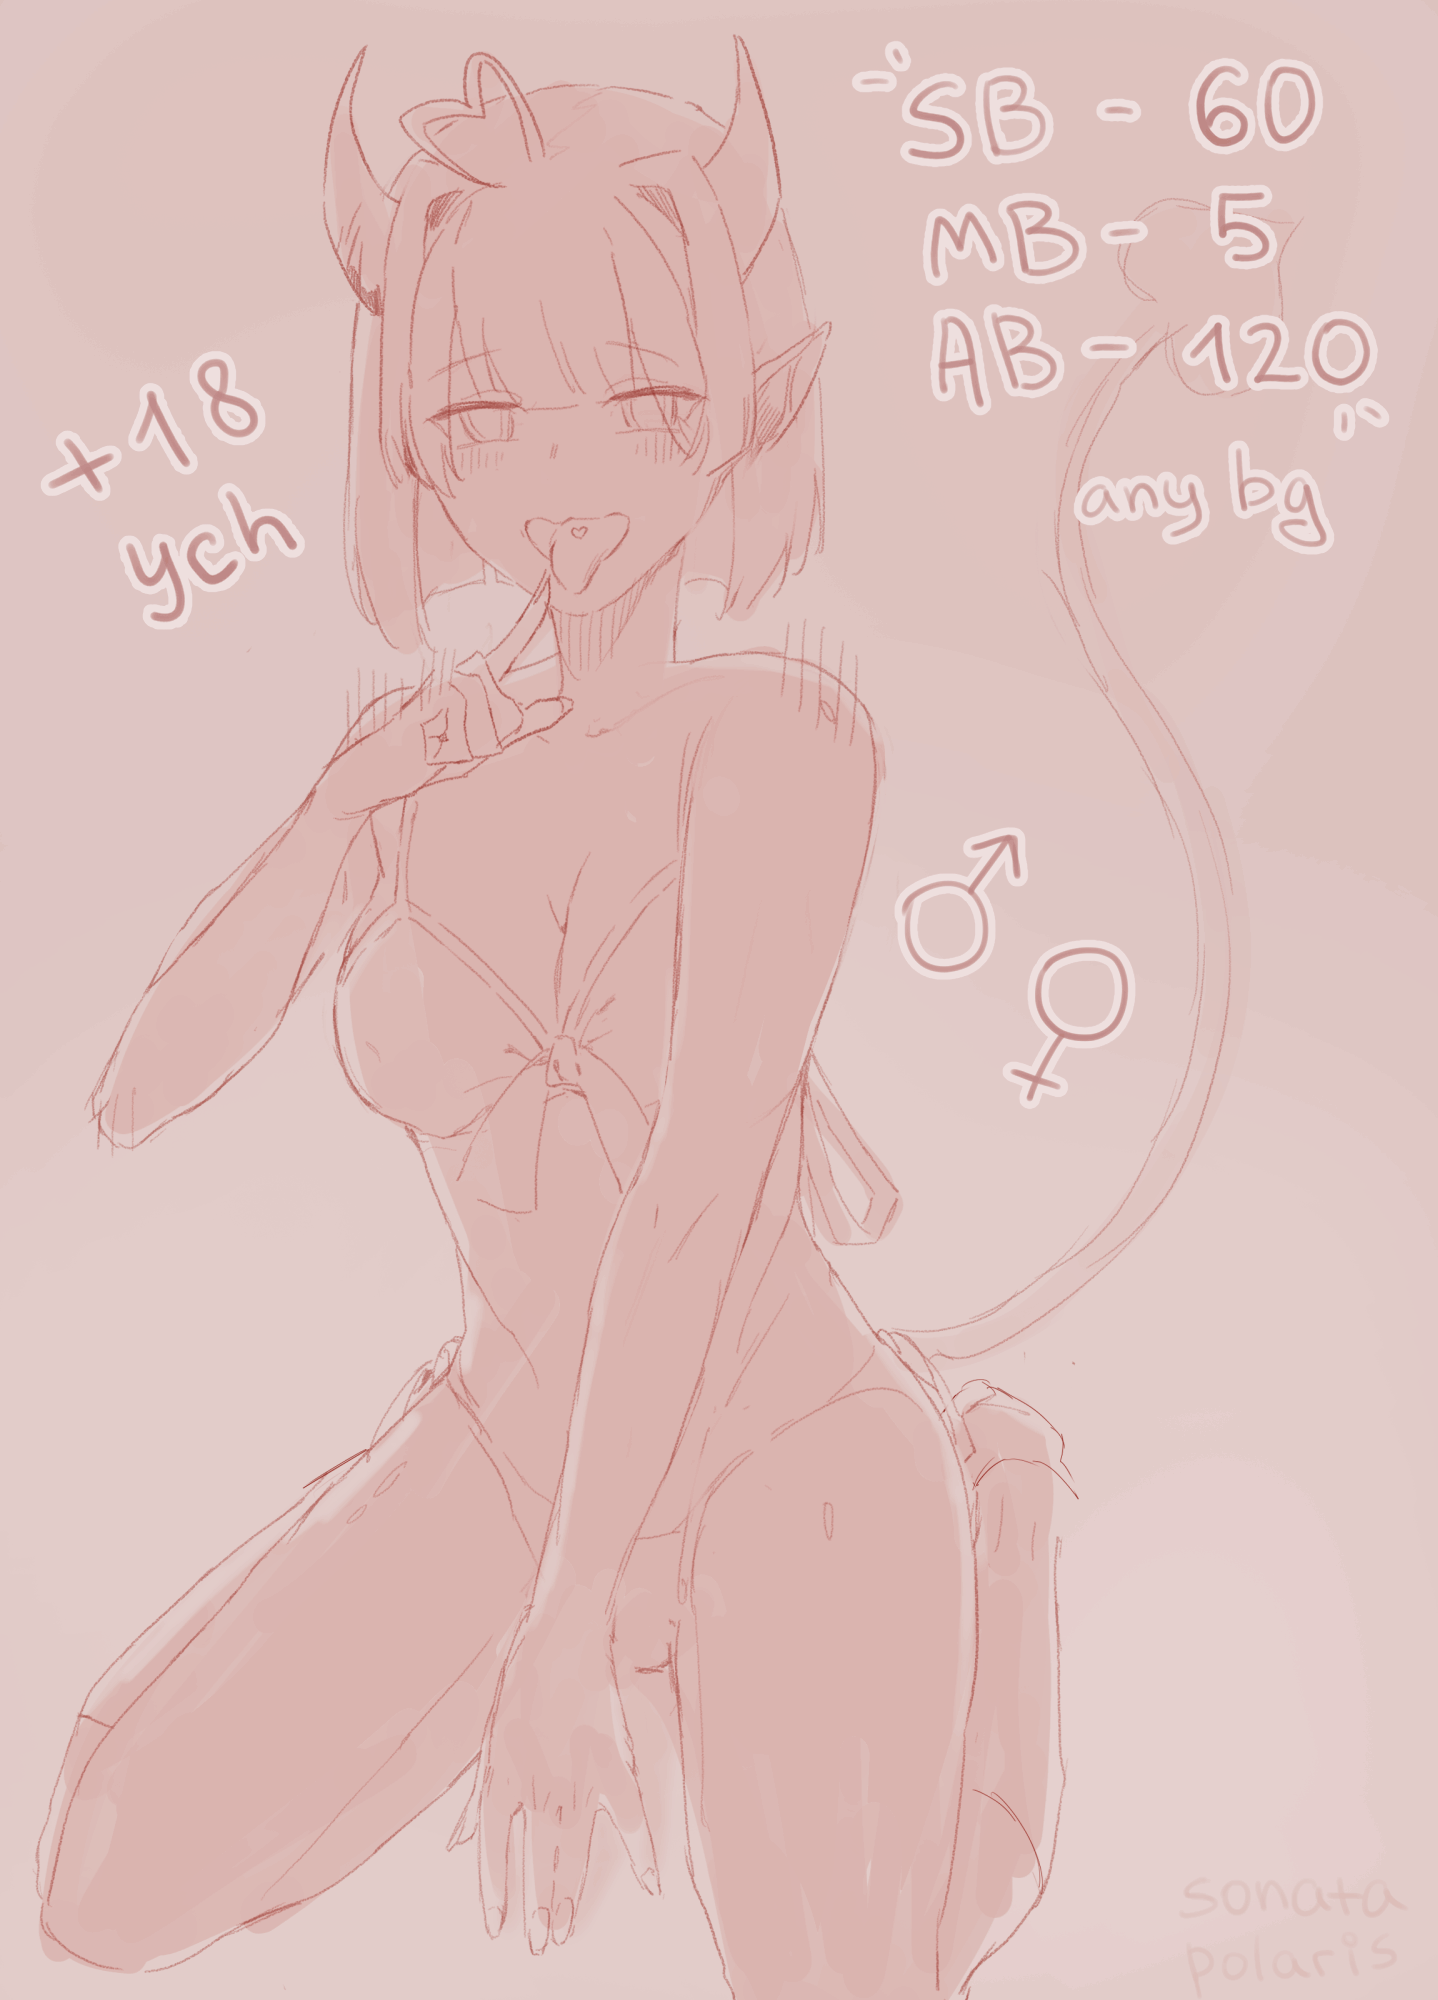 SB - 60
MB - 5
AB - 120
any bg
+18
ych
sonata
polaris